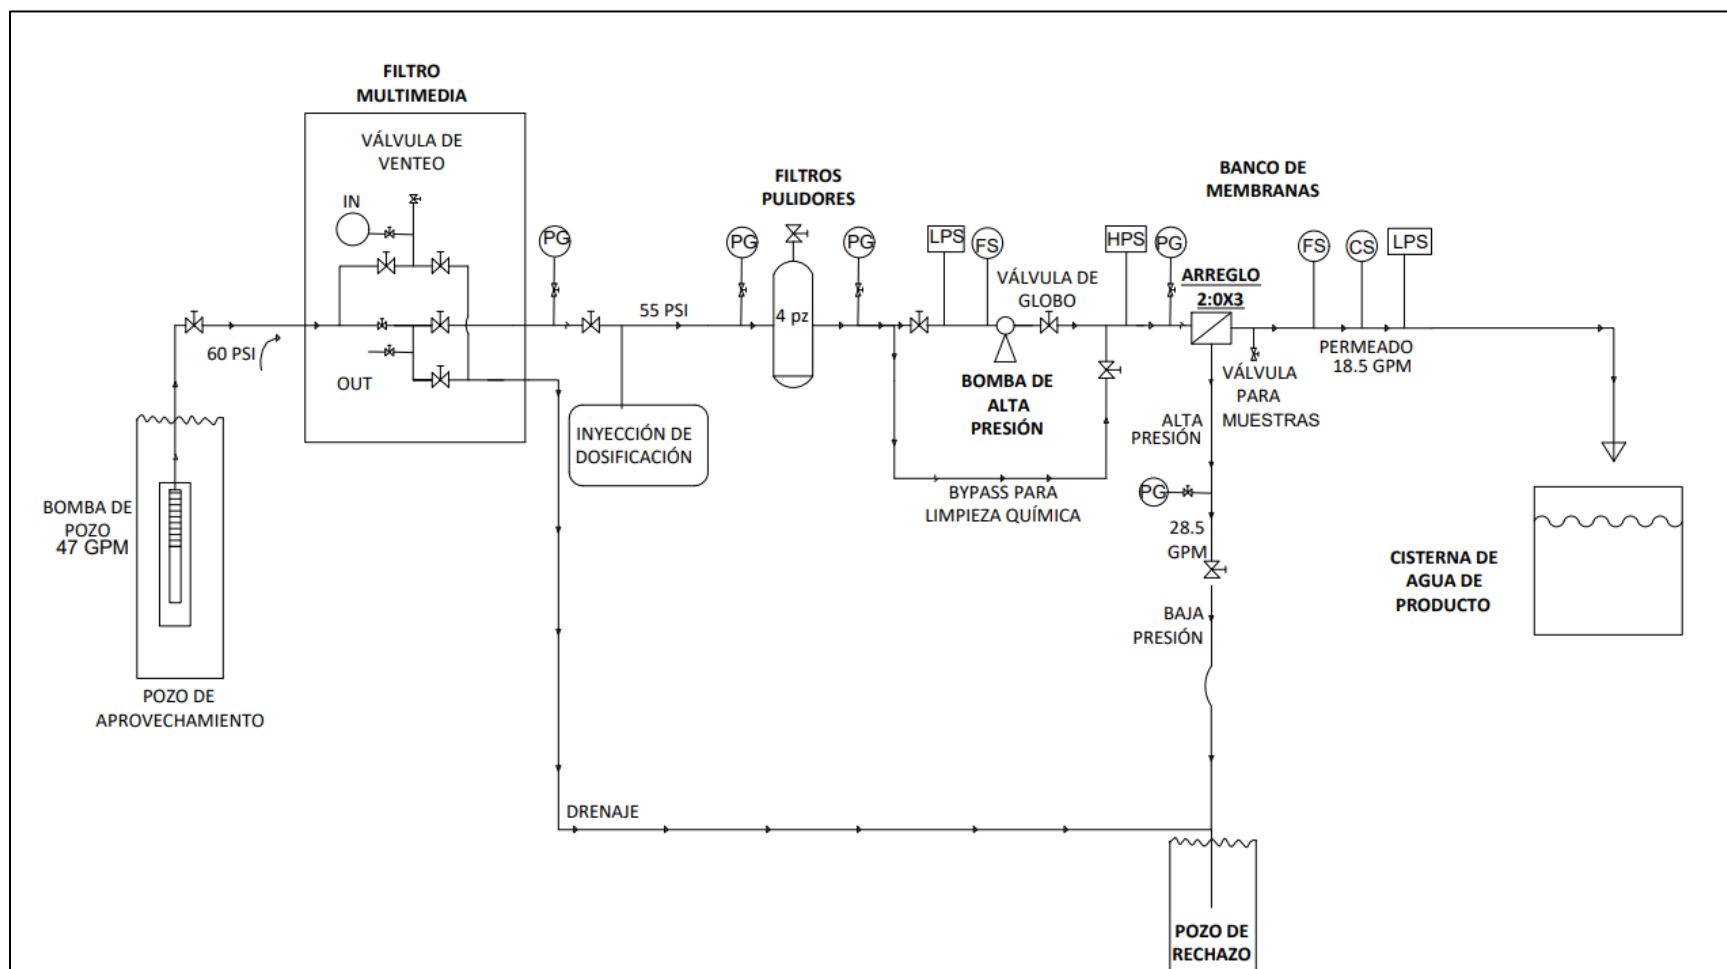 FILTRO
MULTIMEDIA
VÁLVULA DE
VENTEO
IN
OUT
60 PSI
BOMBA DE
POZO
47 GPM
POZO DE
APROVECHAMIENTO
PG
55 PSI
INYECCIÓN DE
DOSIFICACIÓN
DRENAJE
PG
FILTROS
PULIDORES
4 pz
PG
LPS
FS
VÁLVULA DE
GLOBO
BOMBA DE
ALTA
PRESIÓN
BYPASS PARA
LIMPIEZA QUÍMICA
HPS
PG
BANCO DE
MEMBRANAS
ARREGLO
2:0X3
FS
CS
LPS
PERMEADO
18.5 GPM
VÁLVULA
PARA
MUESTRAS
ALTA
PRESIÓN
PG
28.5
GPM
BAJA
PRESIÓN
CISTERNA DE
AGUA DE
PRODUCTO
POZO DE
RECHAZO